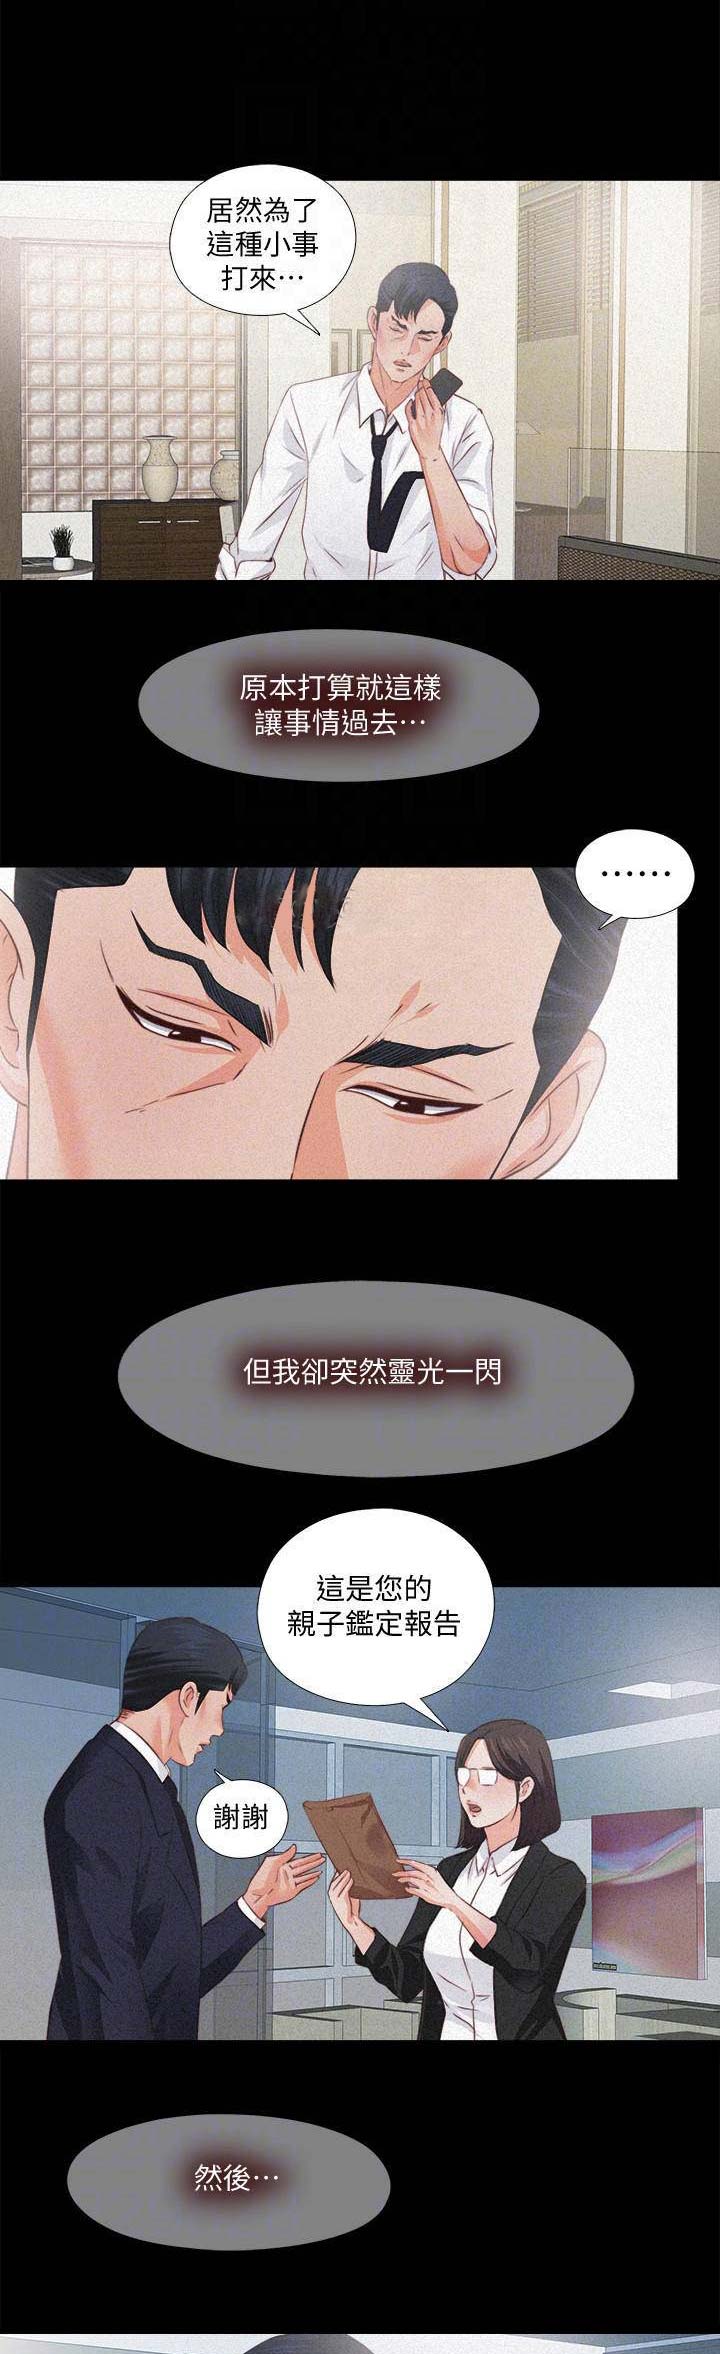 居然為了
這種小事
打來…
原本打算就這樣
讓事情過去…
……
但我卻突然靈光一閃
這是您的
親子鑑定報告
謝謝
然後…